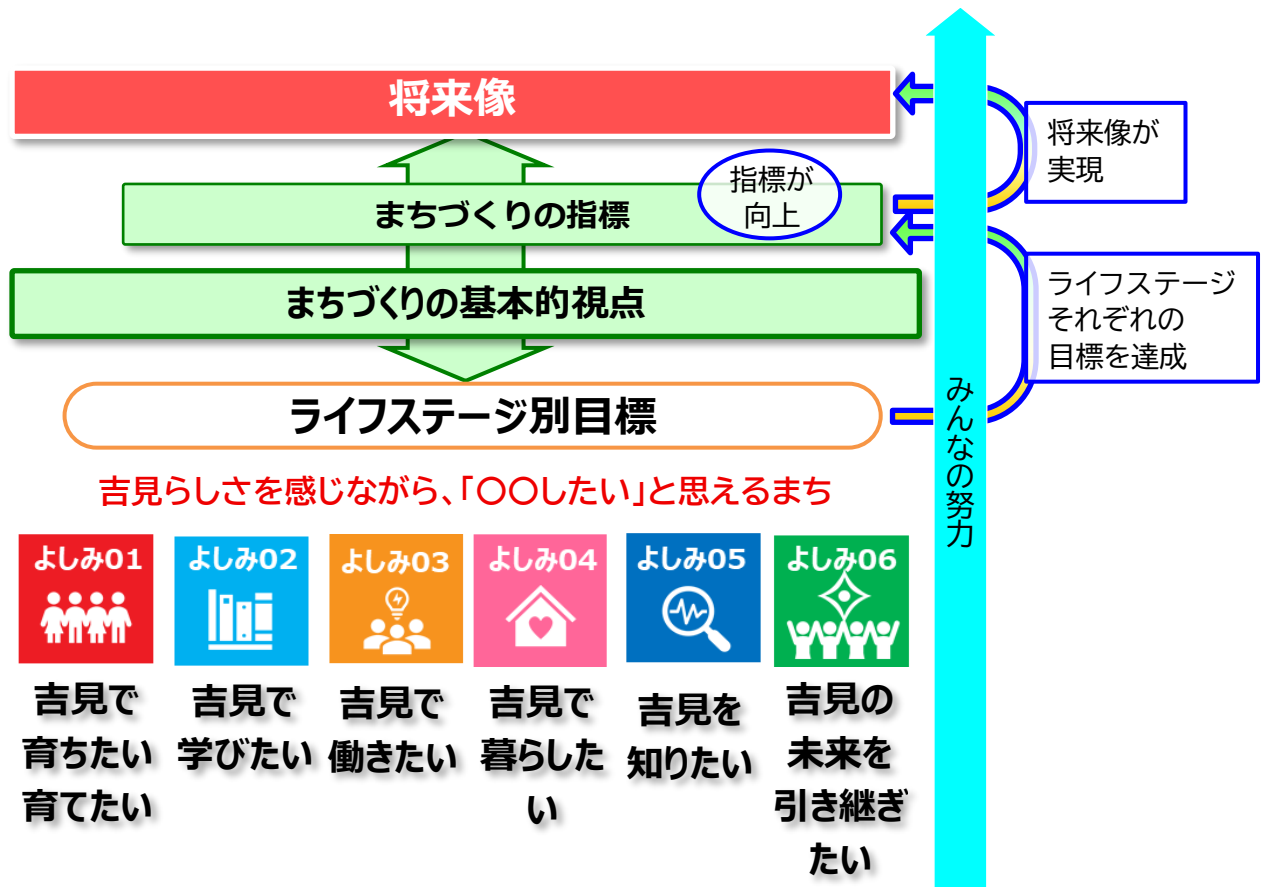 将来像
将来像が
実現
指標が
向上
まちづくりの指標
まちづくりの基本的視点
ライフステージ
それぞれの
目標を達成
ライフステージ別目標
みんなの努力
吉見らしさを感じながら、「〇〇したい」と思えるまち
よしみ01
よしみ02
よしみ03
よしみ04
よしみ05
よしみ06
吉見で
育ちたい
育てたい
吉見で
学びたい
吉見で
働きたい
吉見で
暮らした
い
吉見を
知りたい
吉見の
未来を
引き継ぎ
たい